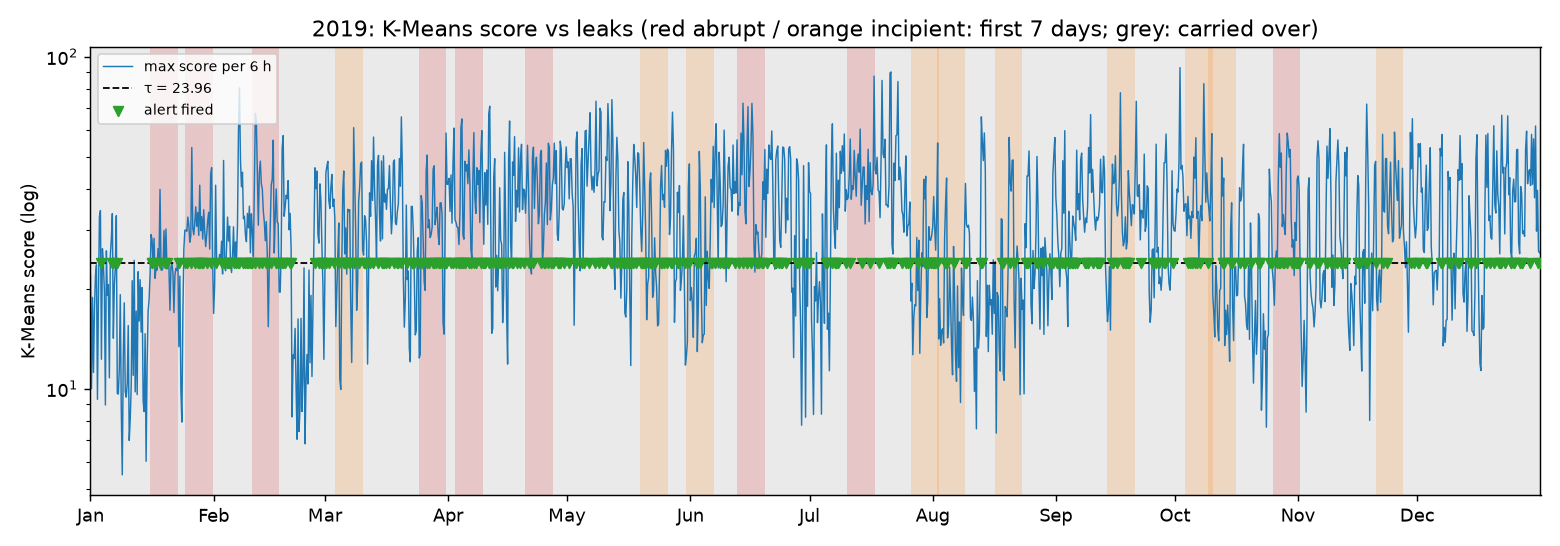 2019: K-Means score vs leaks (red abrupt / orange incipient: first 7 days; grey: carried over)
K-Means score (log)
10²
10¹
max score per 6 h
τ = 23.96
alert fired
Jan Feb Mar Apr May Jun Jul Aug Sep Oct Nov Dec